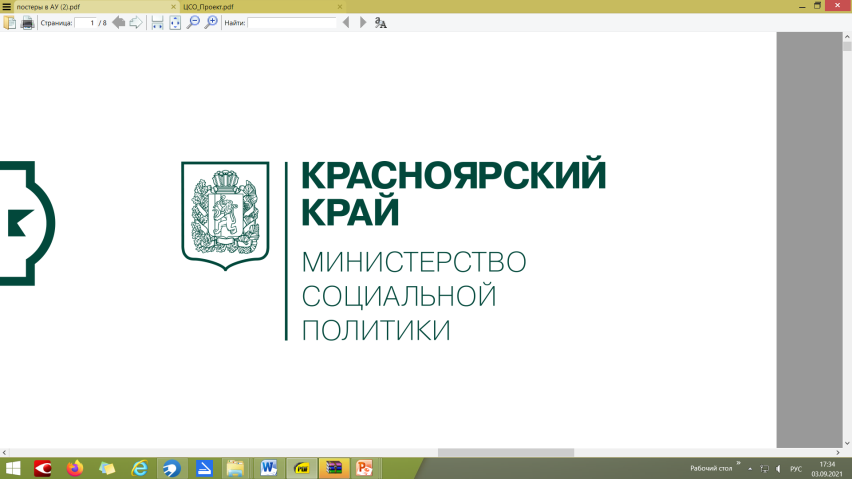 постеры в АУ (2).pdf
ЦСО_Проект.pdf
Страница: 1 / 8
Найти:
КРАСНОЯРСКИЙ
КРАЙ
МИНИСТЕРСТВО
СОЦИАЛЬНОЙ
ПОЛИТИКИ
Рабочий стол
РУС
17:34
03.09.2021